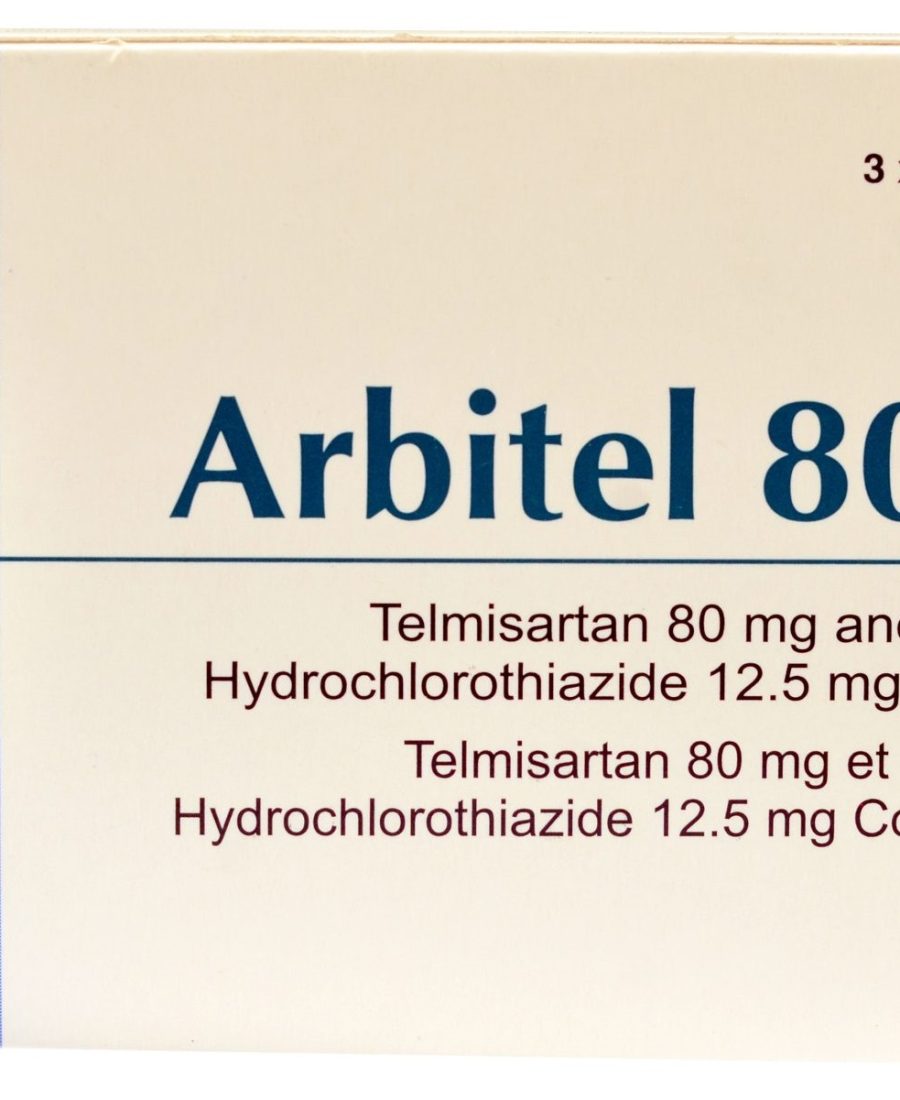 3
Arbitel 80
Telmisartan 80 mg and
Hydrochlorothiazide 12.5 mg
Telmisartan 80 mg et
Hydrochlorothiazide 12.5 mg Co